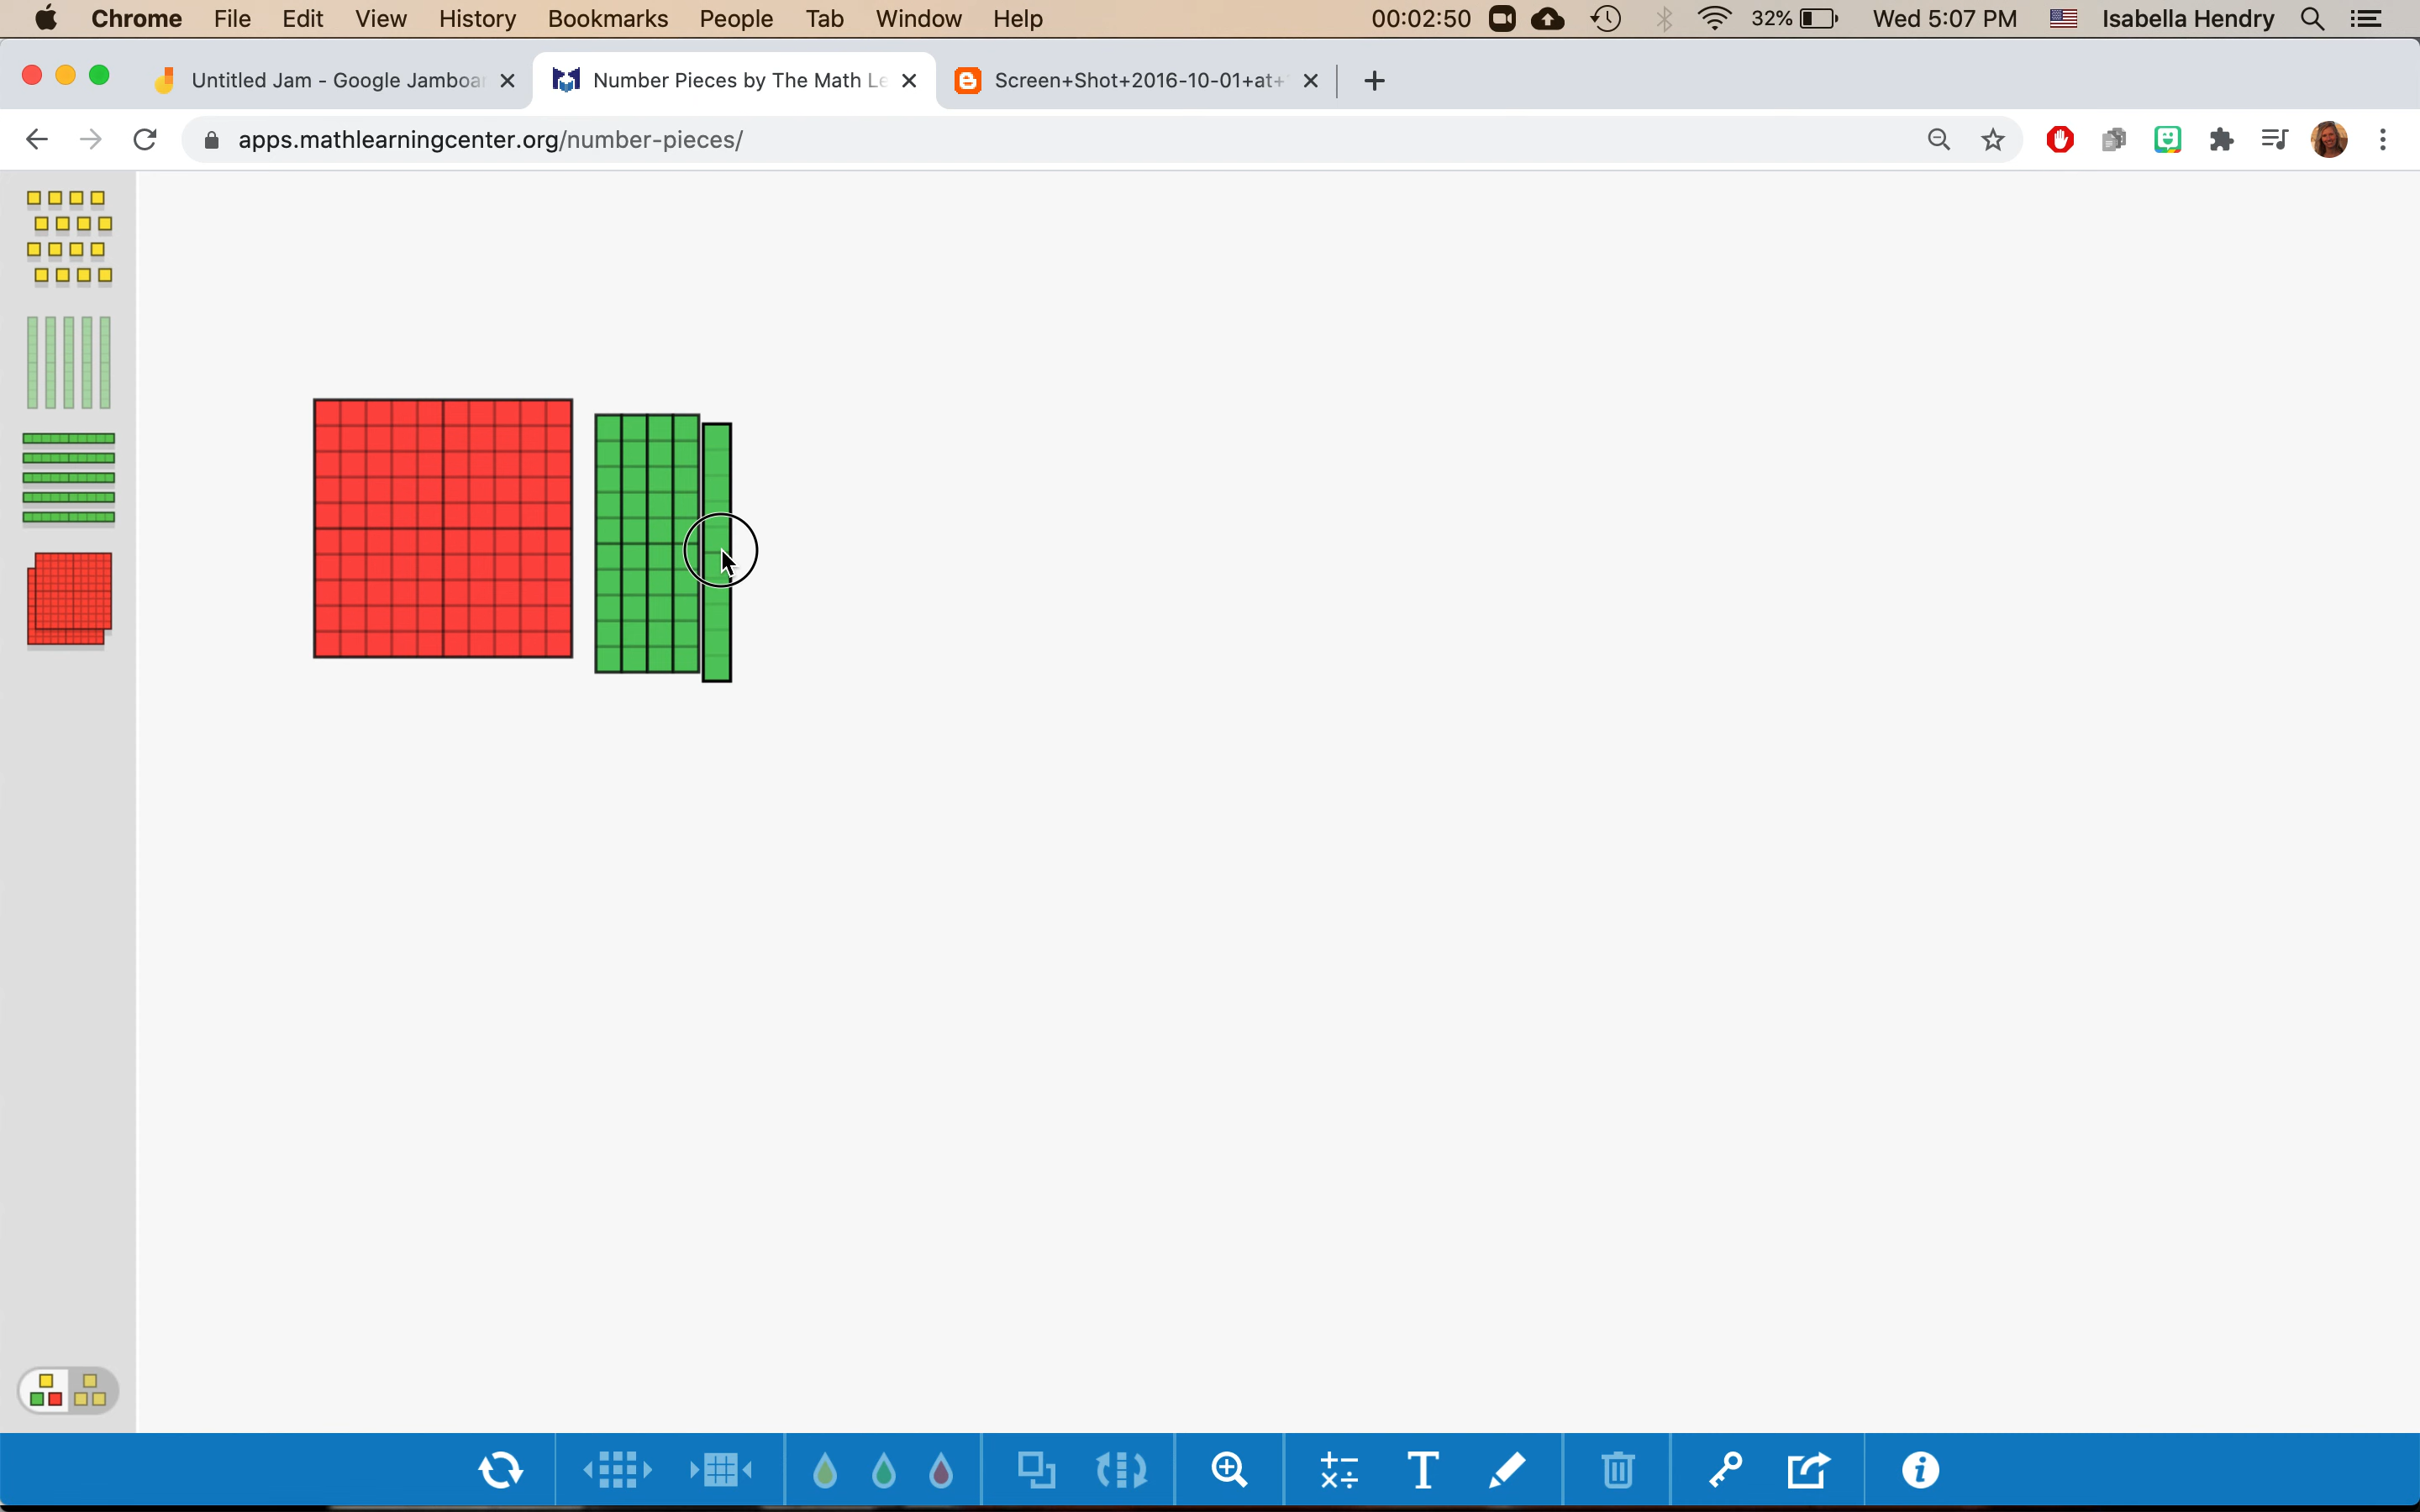 Chrome File Edit View History Bookmarks People Tab Window Help 00:02:50 32% Wed 5:07 PM Isabella Hendry
Untitled Jam - Google Jamboar Number Pieces by The Math Le Screen+Shot+2016-10-01+at+
apps.mathlearningcenter.org/number-pieces/
T